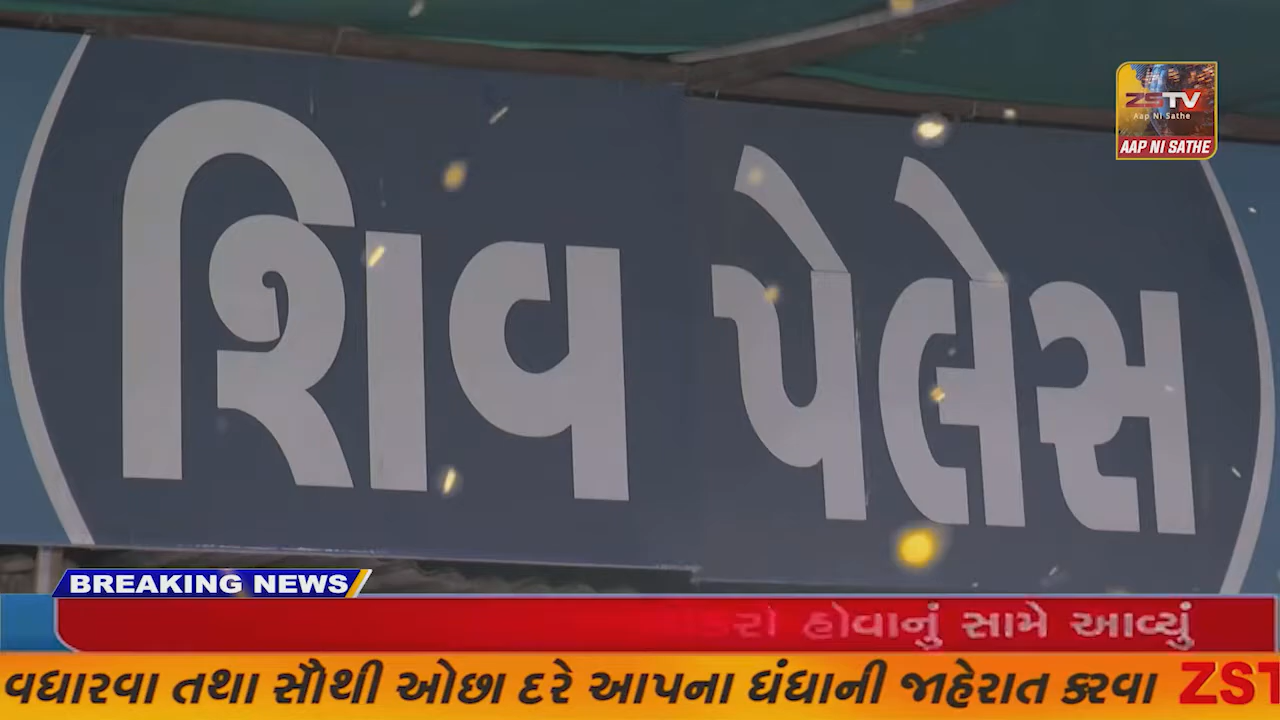 શિવ પેલેસ
ZSTV
Aap Ni Sathe
AAP NI SATHE
BREAKING NEWS
હોવાનું સામે આવ્યું
વધારવા તથા સૌથી ઓછા દરે આપના ધંધાની જાહેરાત કરવા ZST